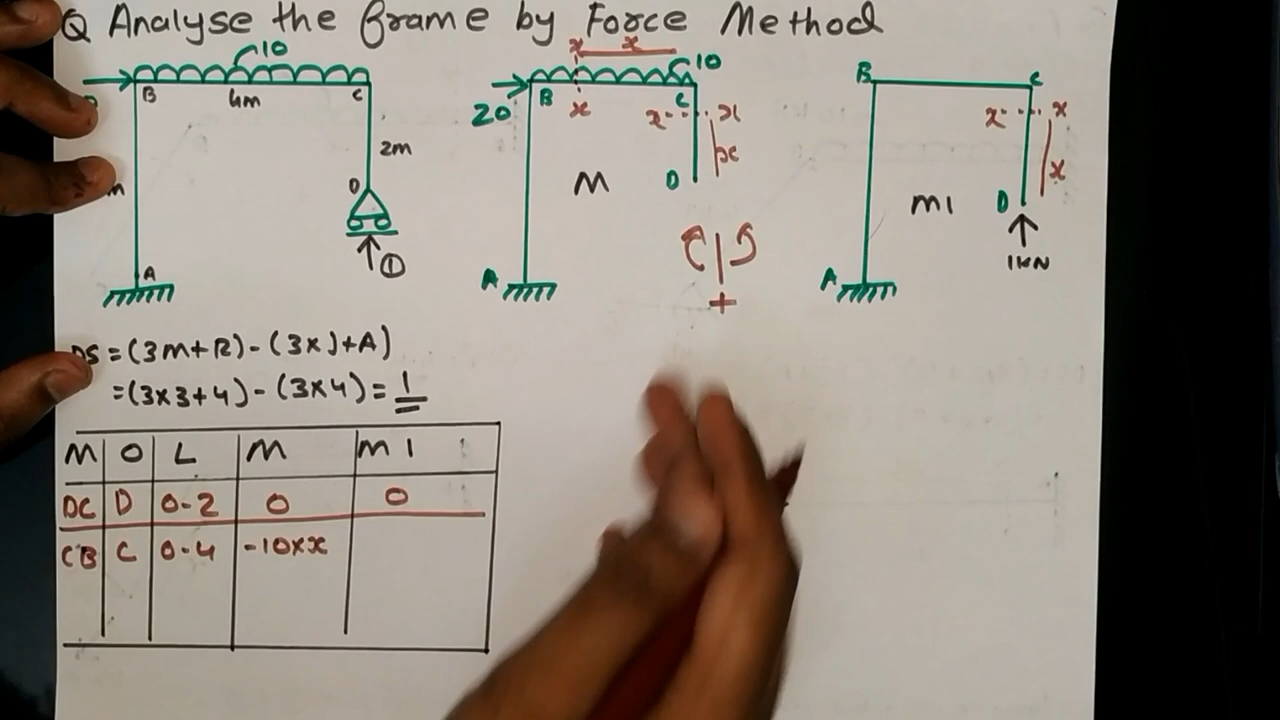 Q Analyse the frame by Force Method
10
B
4m
C
2m
D
①
m
A
x
x
10
20
B
x
C
x
x
x
M
D
A
+
B
C
x
x
x
M1
D
1KN
A
DS = (3M+R) - (3xJ+A)
= (3x3+4) - (3x4) = 1
M O L M M1
DC D 0-2 0 0
CB C 0-4 -10xx